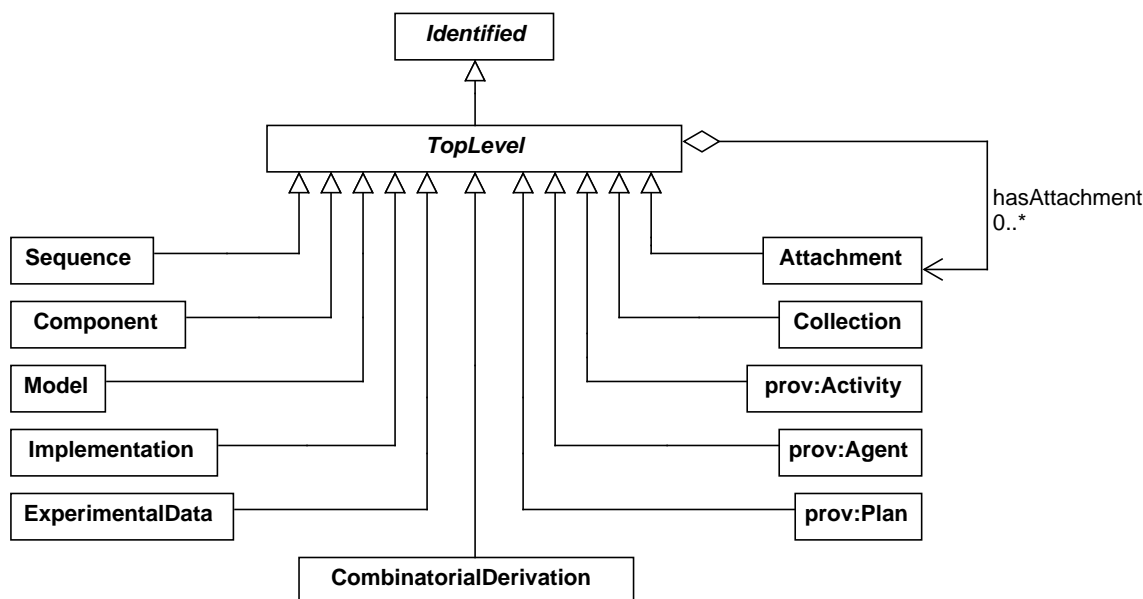 Identified
TopLevel
hasAttachment
0..*
Sequence
Attachment
Component
Collection
Model
prov:Activity
Implementation
prov:Agent
ExperimentalData
prov:Plan
CombinatorialDerivation